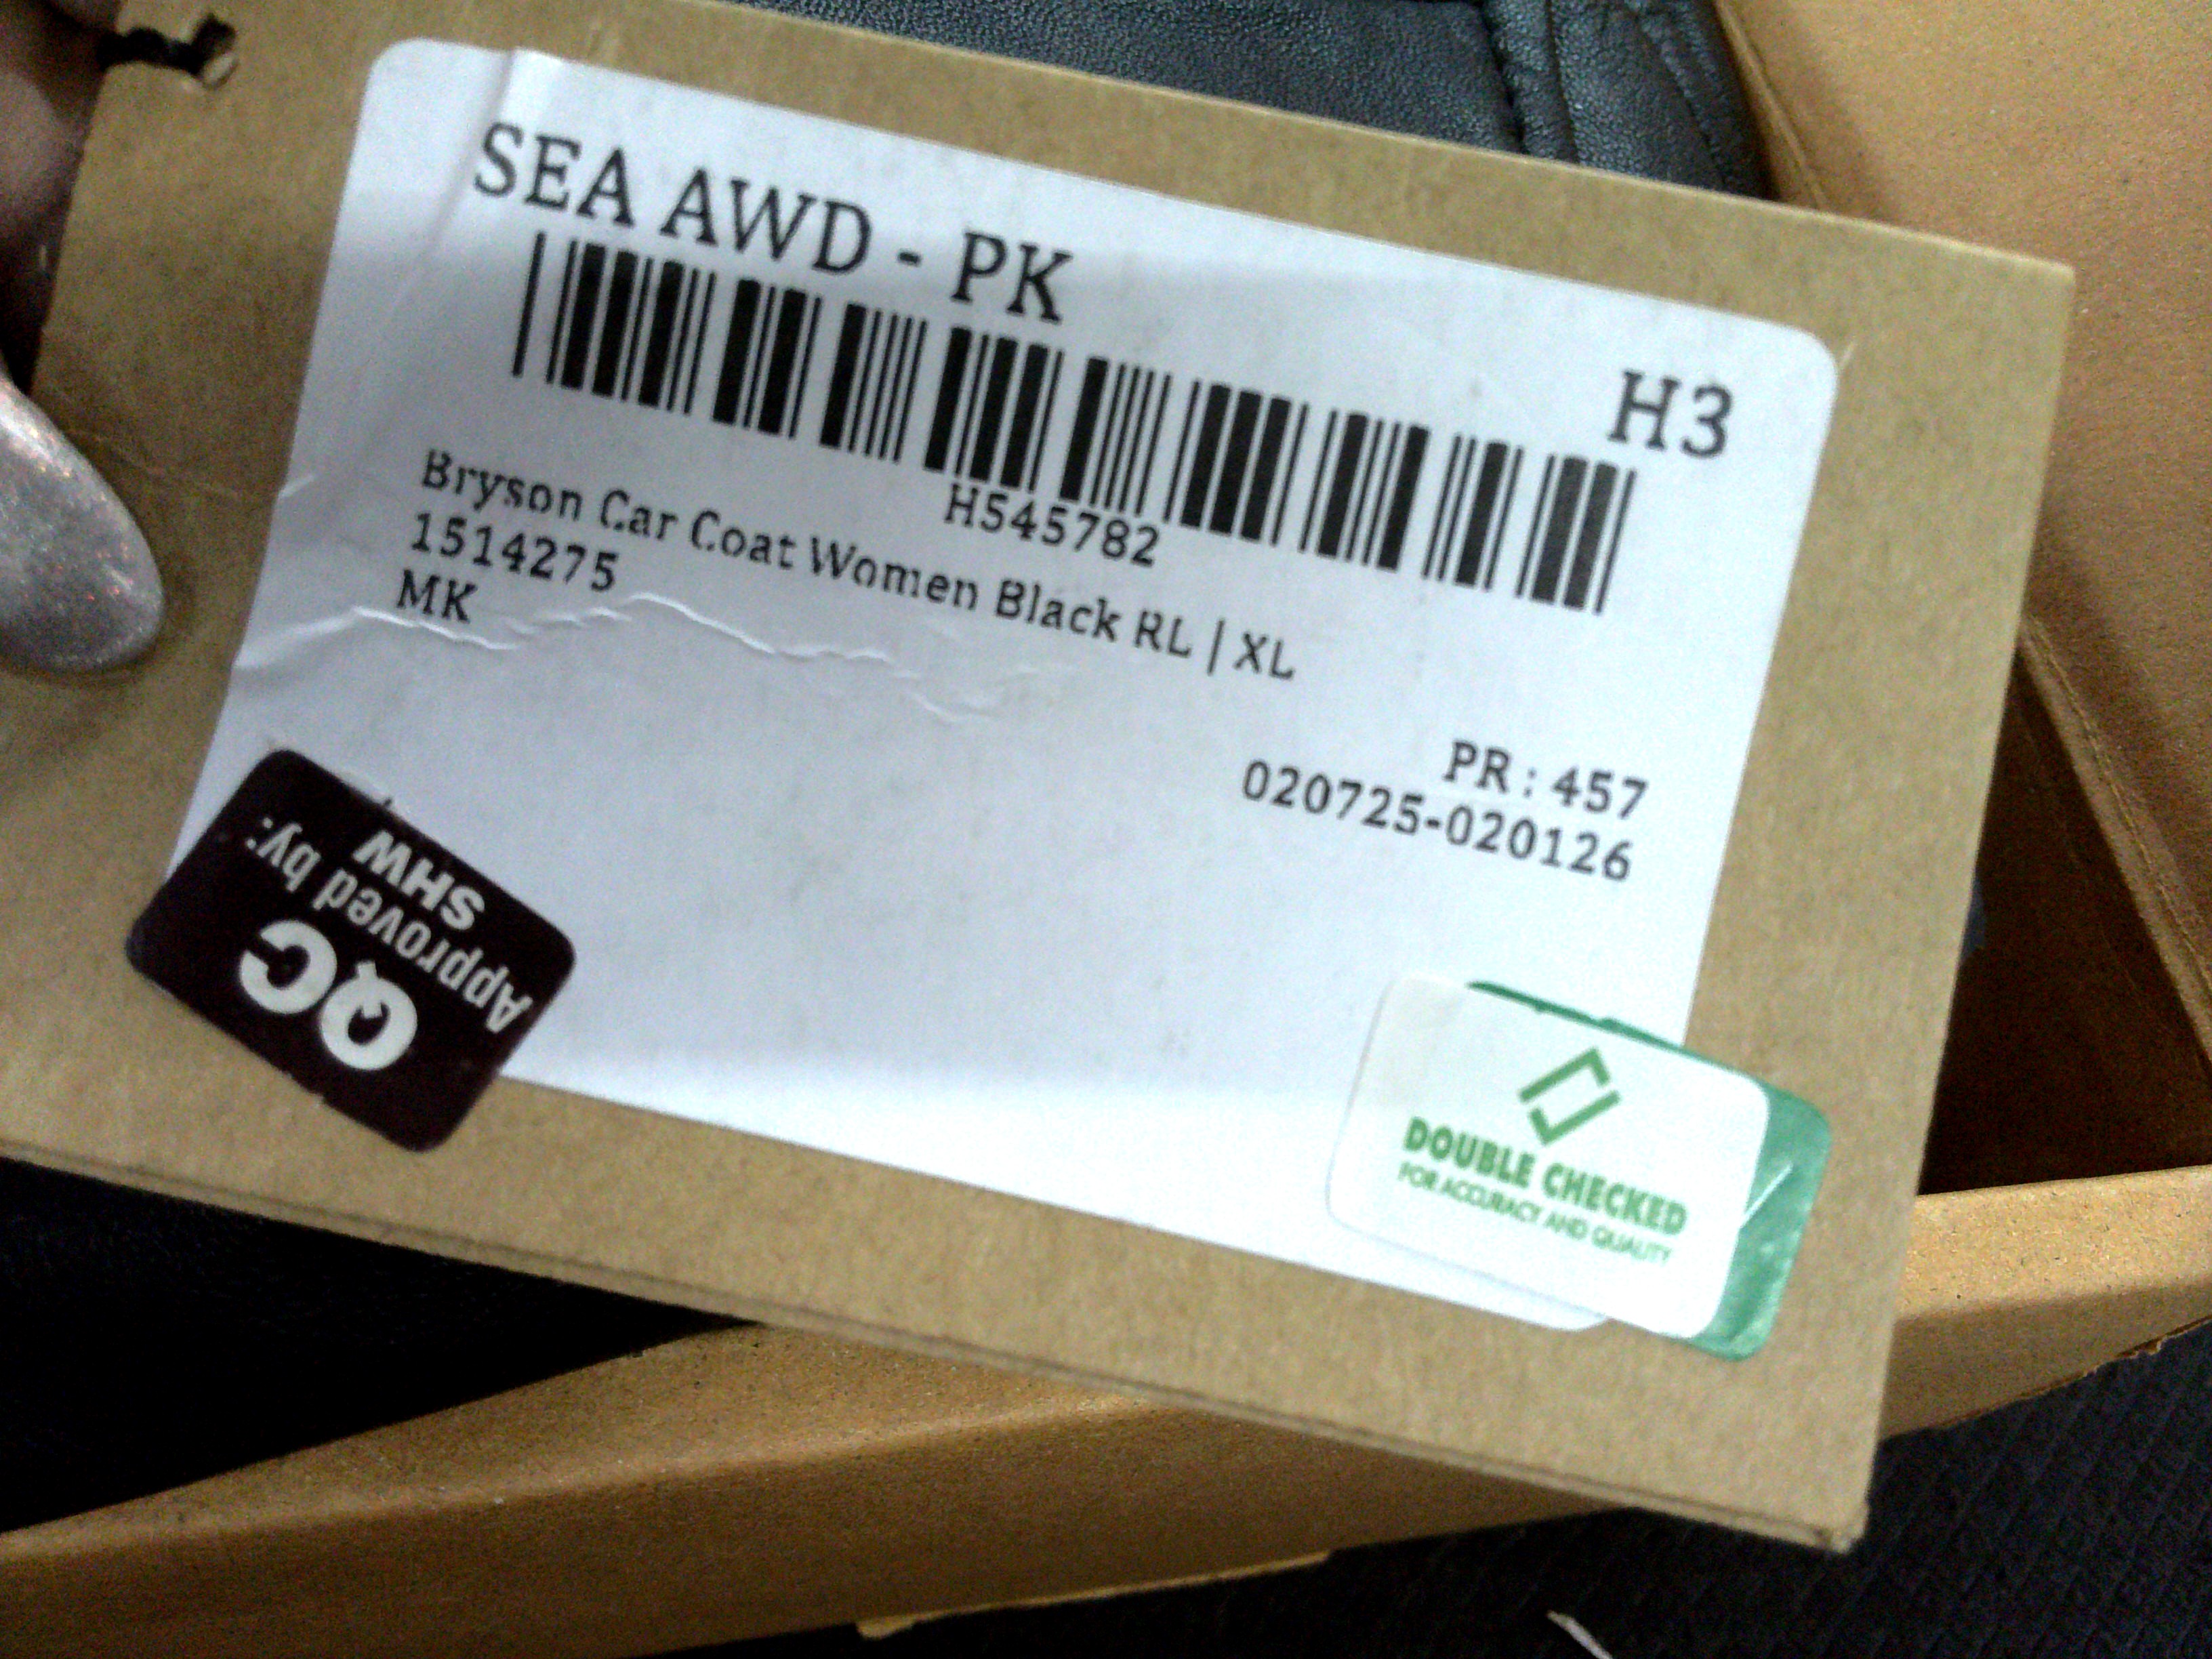 SEA AWD - PK
H3
H545782
Bryson Car Coat Women Black RL | XL
1514275
MK
PR : 457
020725-020126
QC
Approved by:
SHW
DOUBLE CHECKED
FOR ACCURACY AND QUALITY